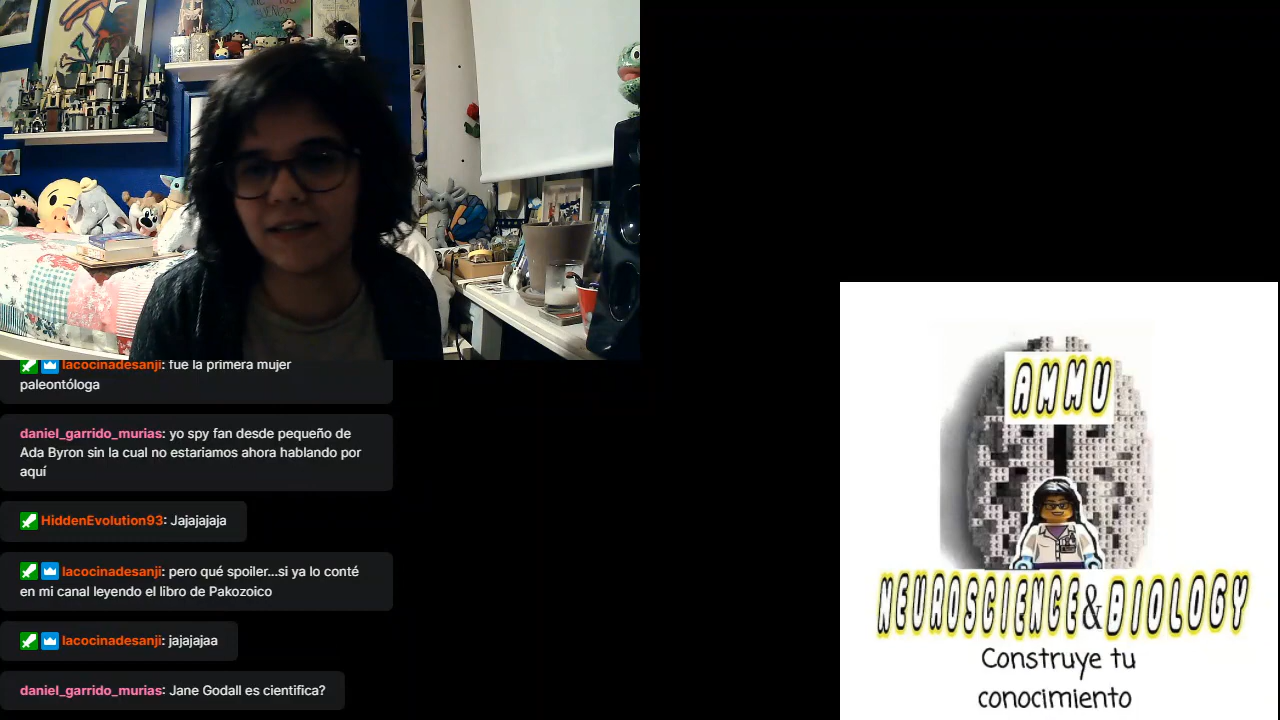 lacocinadesanji: fue la primera mujer
paleontóloga
daniel_garrido_murias: yo spy fan desde pequeño de
Ada Byron sin la cual no estariamos ahora hablando por
aquí
HiddenEvolution93: Jajajajaja
lacocinadesanji: pero qué spoiler...si ya lo conté
en mi canal leyendo el libro de Pakozoico
lacocinadesanji: jajajajaa
daniel_garrido_murias: Jane Godall es cientifica?
AMMU
NEUROSCIENCE&BIOLOGY
Construye tu
conocimiento